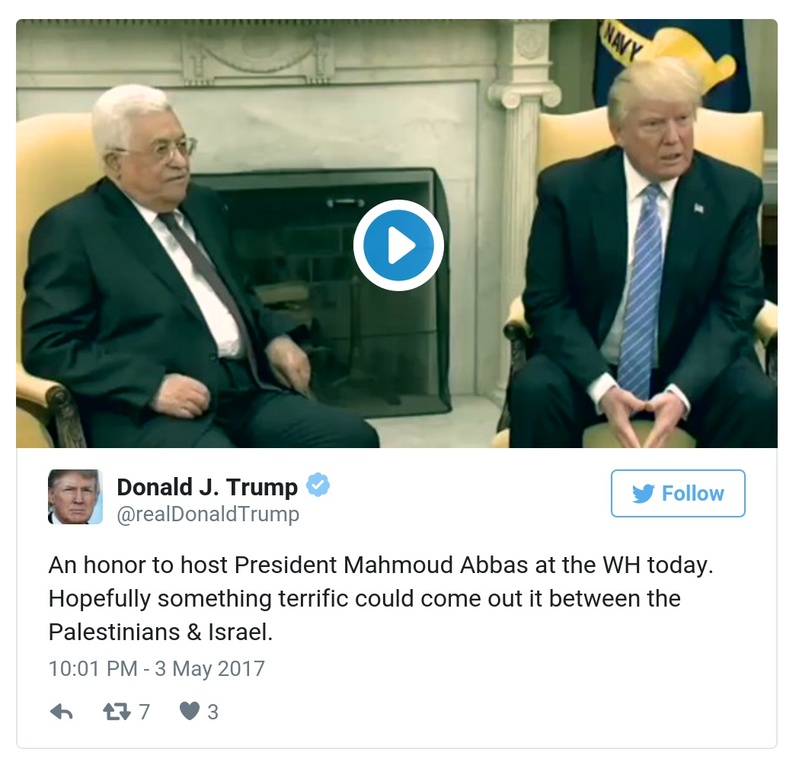 NAVY
Donald J. Trump
@realDonaldTrump
Follow
An honor to host President Mahmoud Abbas at the WH today.
Hopefully something terrific could come out it between the
Palestinians & Israel.
10:01 PM - 3 May 2017
7 3